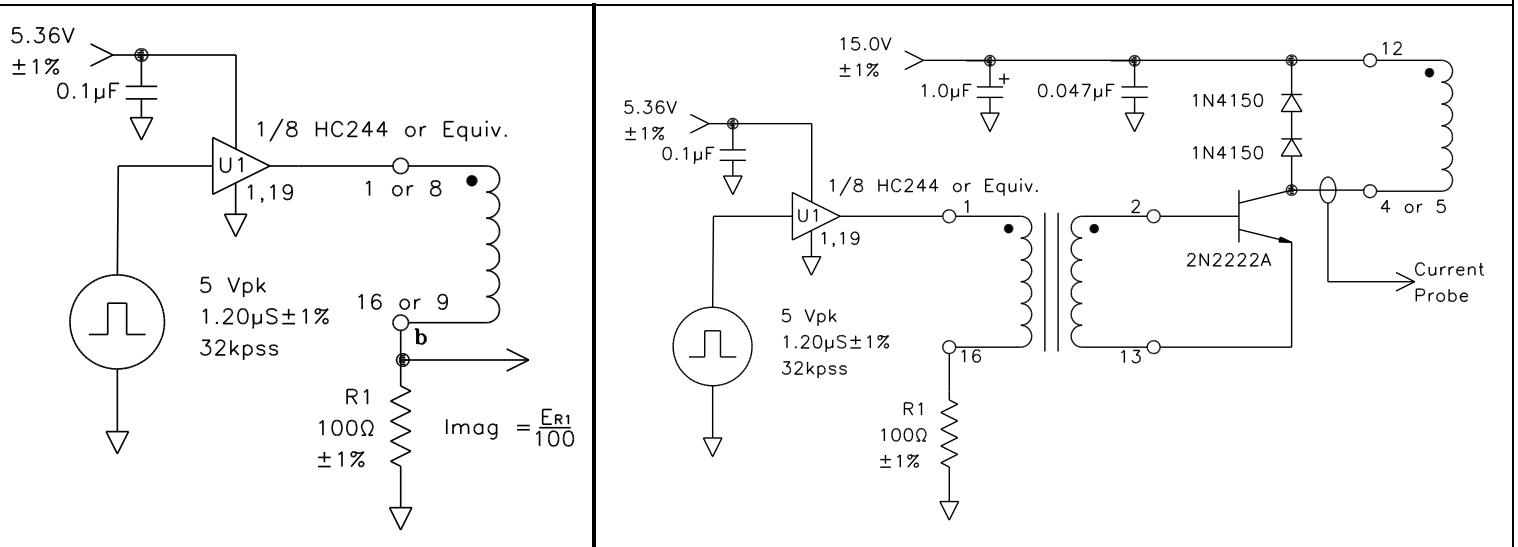 5.36V
±1%
0.1µF
1/8 HC244 or Equiv.
U1
1,19
1 or 8
5 Vpk
1.20µS±1%
32kpss
16 or 9
b
R1
100Ω
±1%
Imag = ER1
100
15.0V
±1%
1.0µF
+
0.047µF
12
1N4150
1N4150
4 or 5
5.36V
±1%
0.1µF
1/8 HC244 or Equiv.
U1
1,19
1
2
2N2222A
Current
Probe
5 Vpk
1.20µS±1%
32kpss
16
13
R1
100Ω
±1%